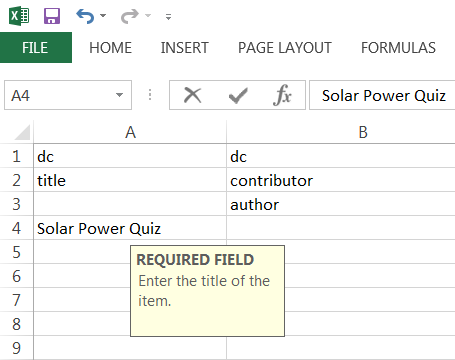 FILE HOME INSERT PAGE LAYOUT FORMULAS
A4 fx Solar Power Quiz
A B
1 dc dc
2 title contributor
3 author
4 Solar Power Quiz
5
REQUIRED FIELD
6
Enter the title of the
7
item.
8
9